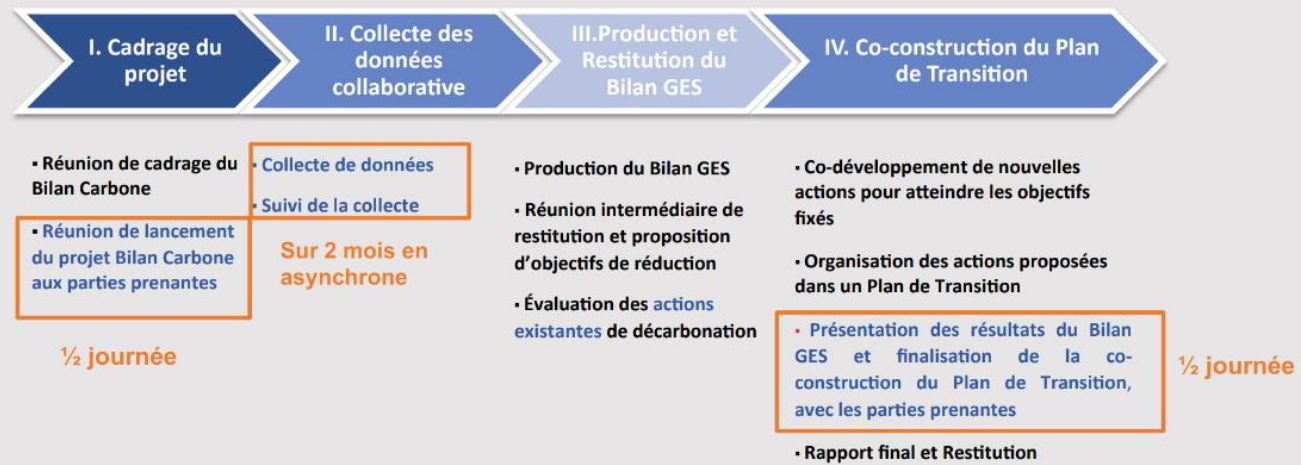 I. Cadrage du
projet
II. Collecte des
données
collaborative
III.Production et
Restitution du
Bilan GES
IV. Co-construction du Plan
de Transition
▪ Réunion de cadrage du
Bilan Carbone
▪ Réunion de lancement
du projet Bilan Carbone
aux parties prenantes
½ journée
▪ Collecte de données
▪ Suivi de la collecte
Sur 2 mois en
asynchrone
▪ Production du Bilan GES
▪ Réunion intermédiaire de
restitution et proposition
d'objectifs de réduction
▪ Évaluation des actions
existantes de décarbonation
▪ Co-développement de nouvelles
actions pour atteindre les objectifs
fixés
▪ Organisation des actions proposées
dans un Plan de Transition
▪ Présentation des résultats du Bilan
GES et finalisation de la co-
construction du Plan de Transition,
avec les parties prenantes
½ journée
▪ Rapport final et Restitution